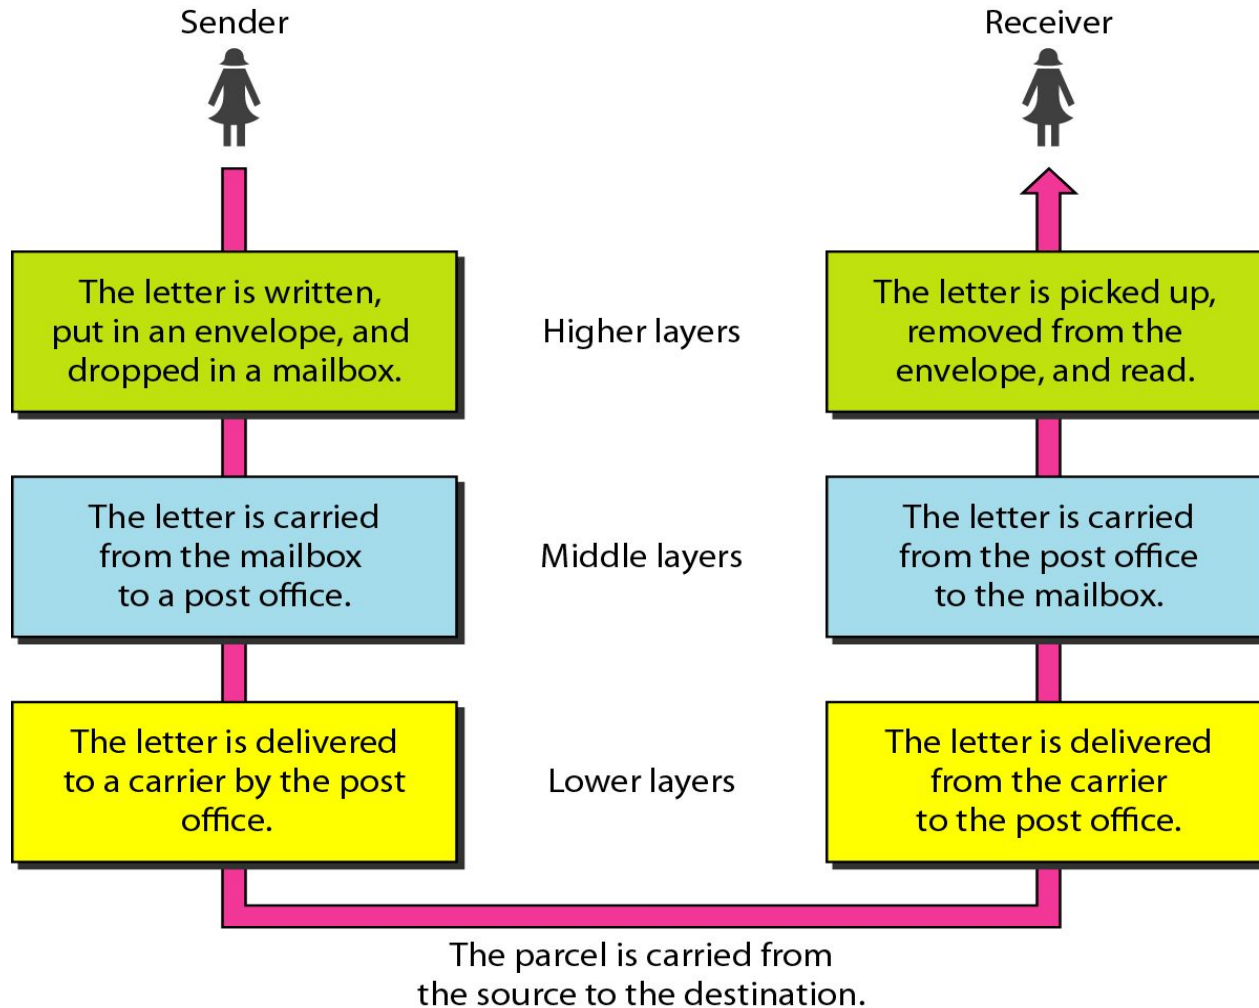 Sender
Receiver
The letter is written,
put in an envelope, and
dropped in a mailbox.
Higher layers
The letter is picked up,
removed from the
envelope, and read.
The letter is carried
from the mailbox
to a post office.
Middle layers
The letter is carried
from the post office
to the mailbox.
The letter is delivered
to a carrier by the post
office.
Lower layers
The letter is delivered
from the carrier
to the post office.
The parcel is carried from
the source to the destination.